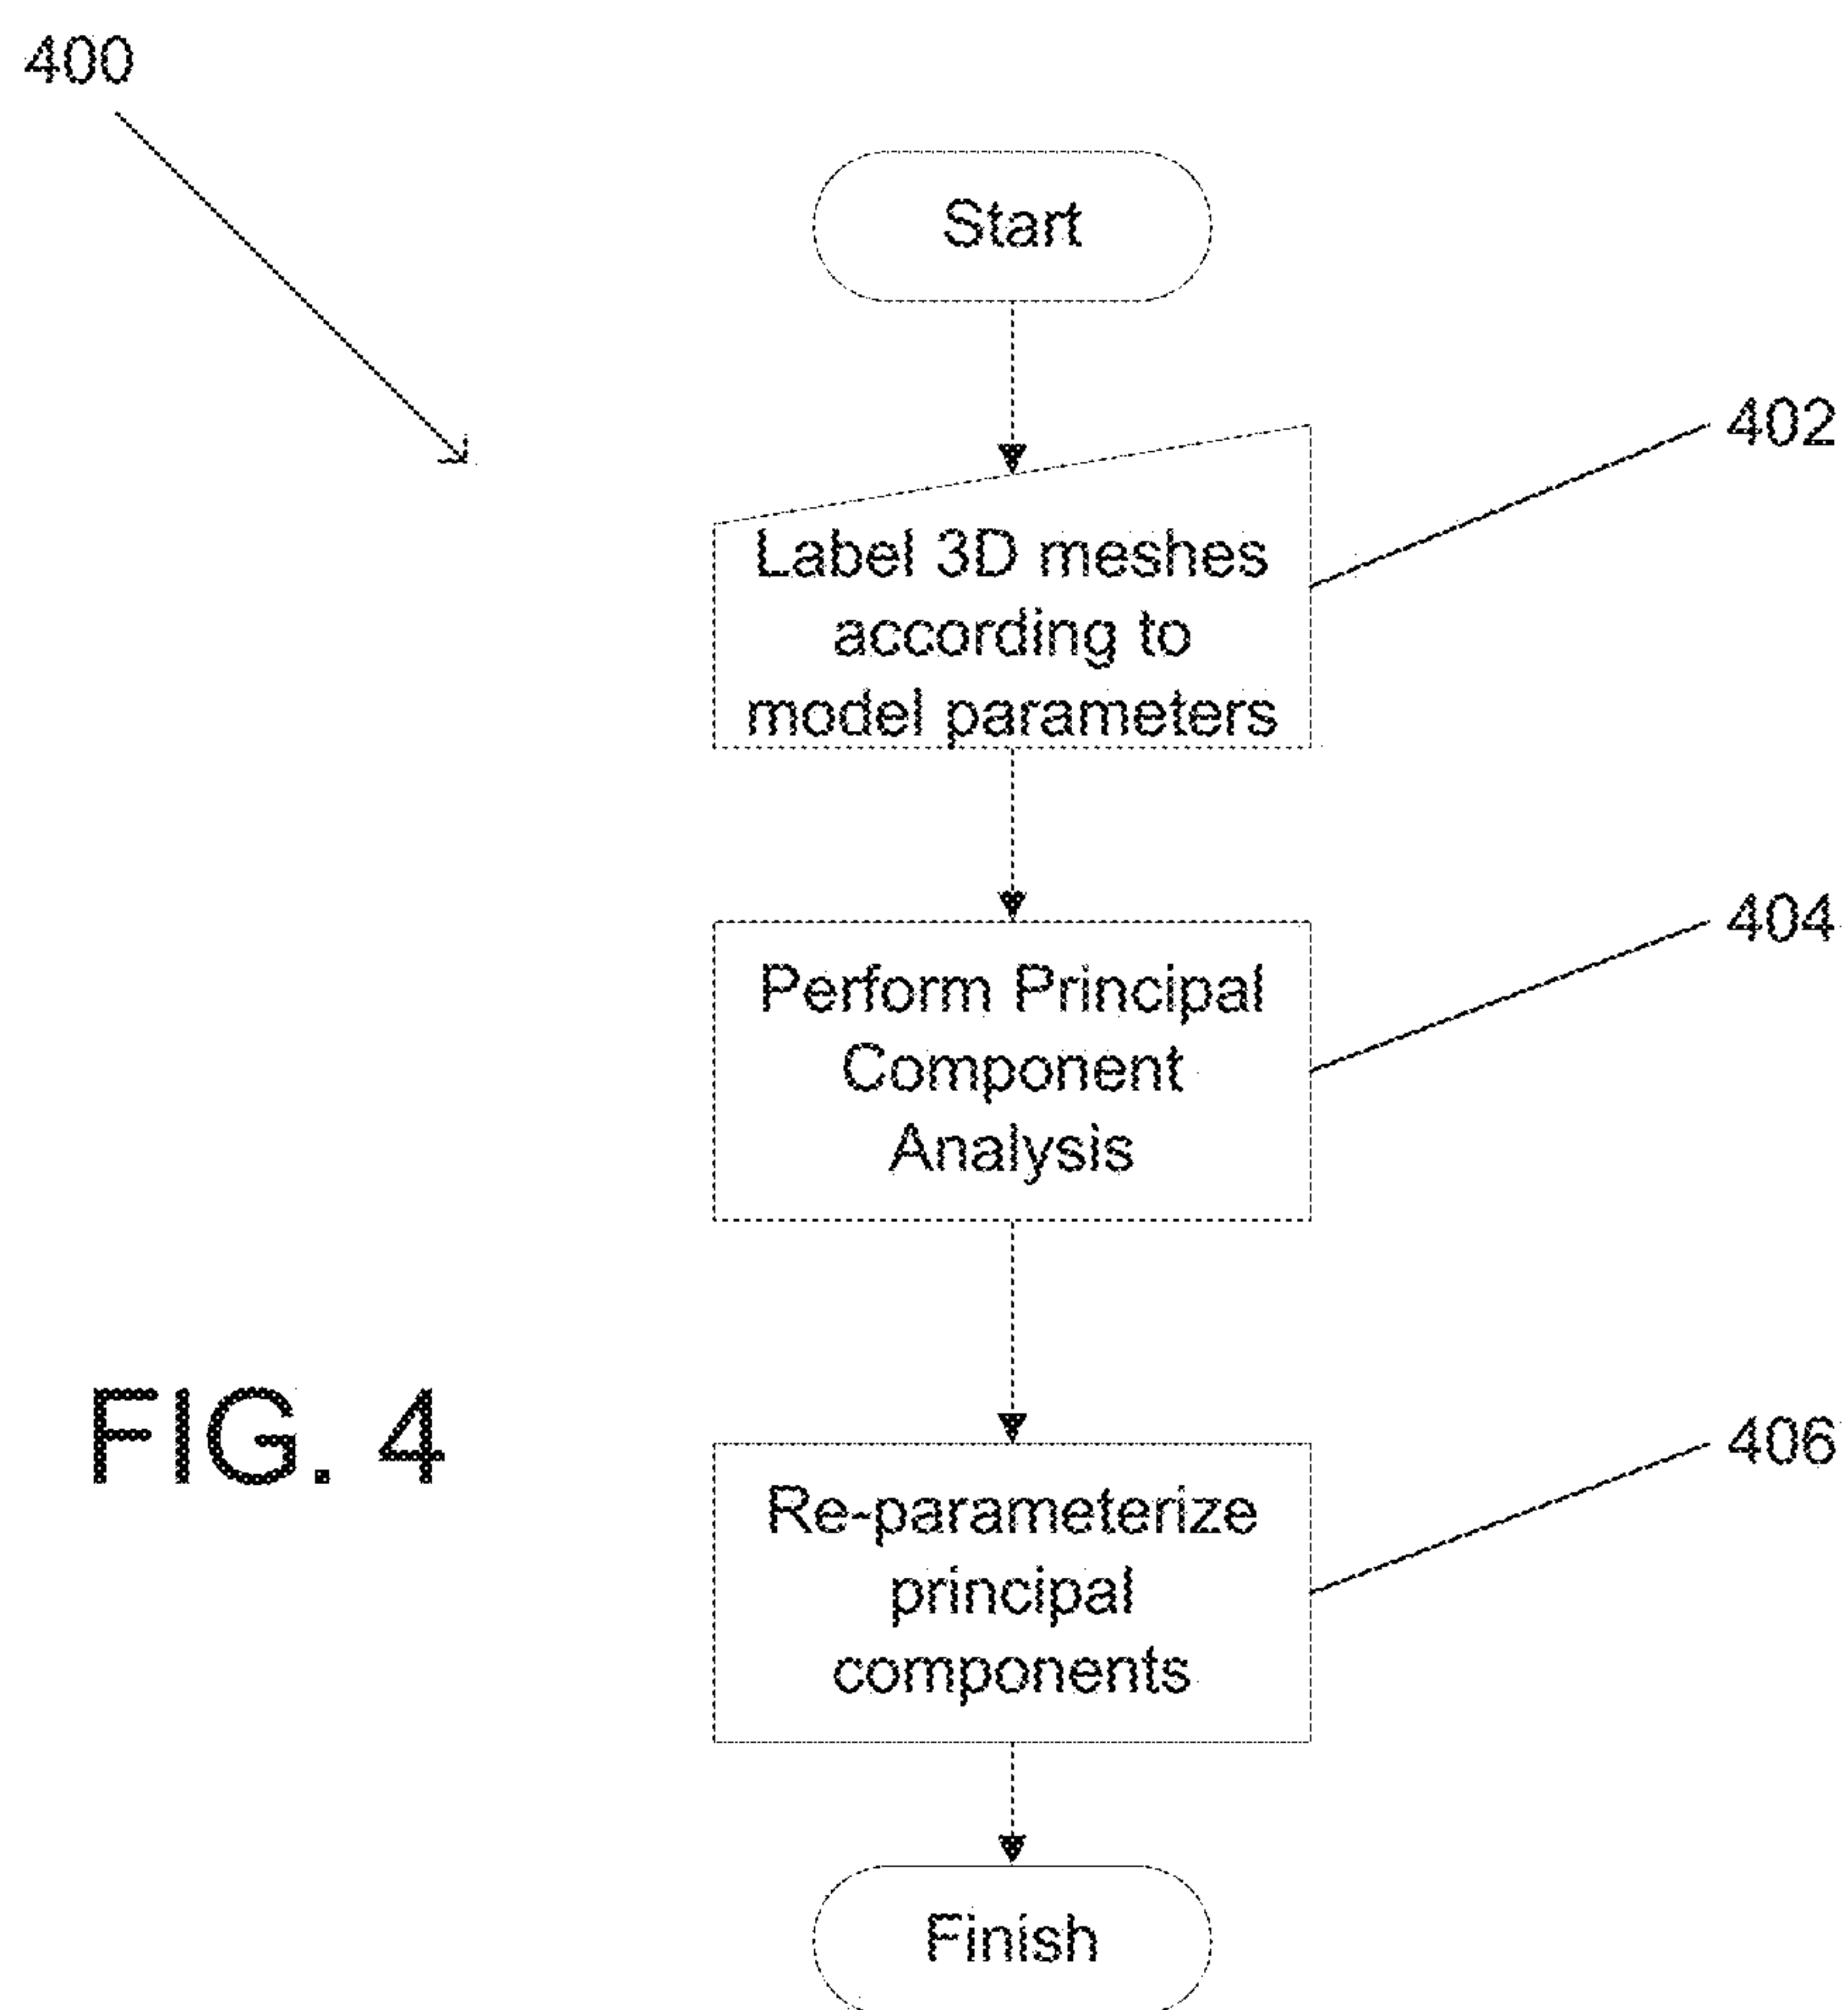 400
Start
402
Label 3D meshes
according to
model parameters
404
Perform Principal
Component
Analysis
FIG. 4
406
Re-parameterize
principal
components
Finish